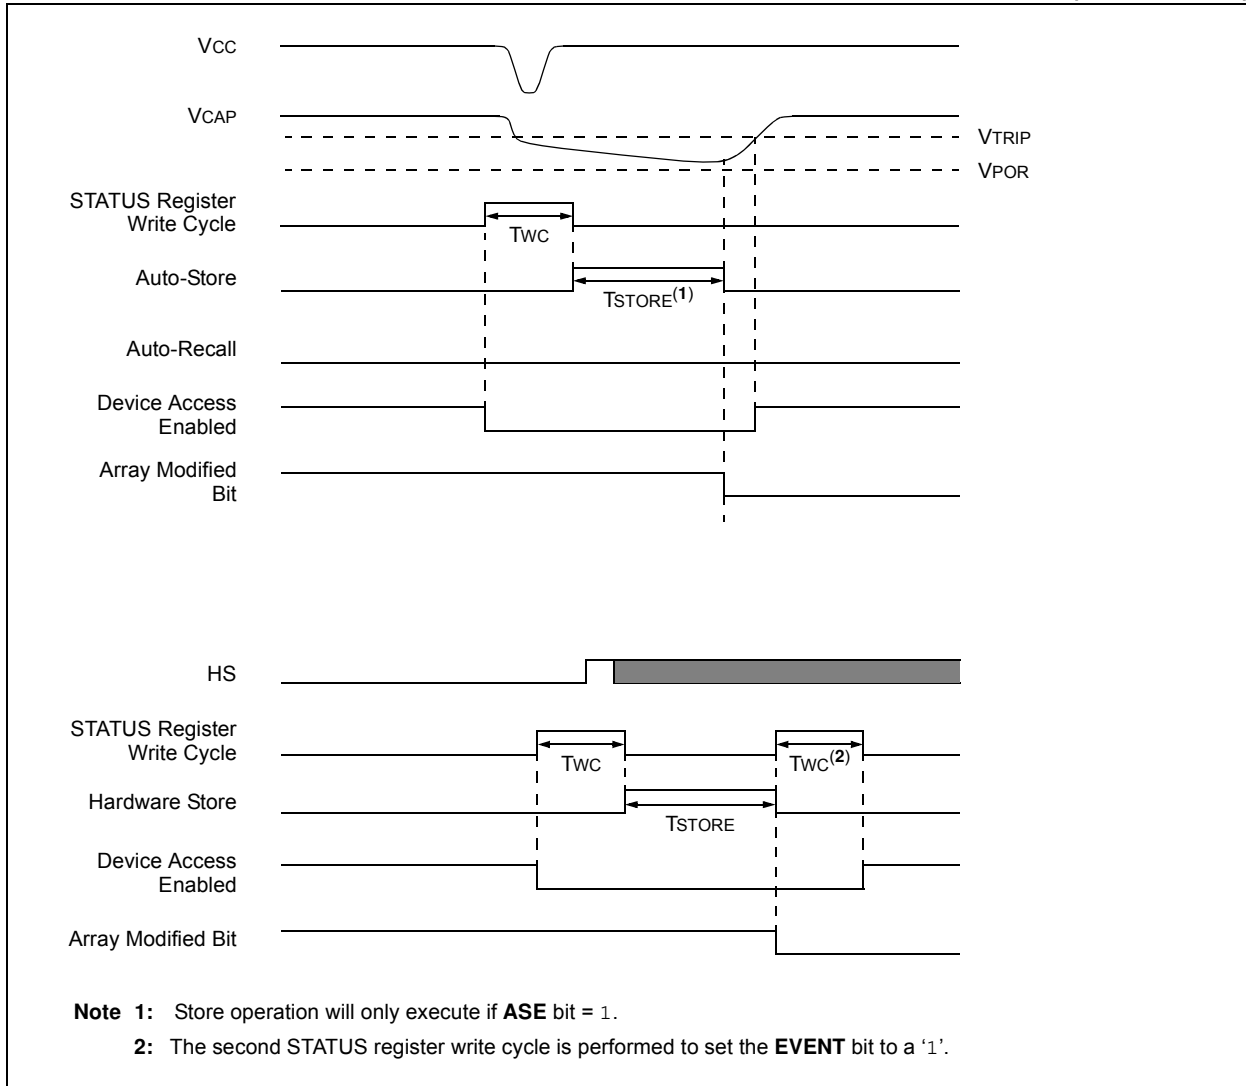 VCC
VCAP
VTRIP
VPOR
STATUS Register
Write Cycle
TWC
Auto-Store
TSTORE(1)
Auto-Recall
Device Access
Enabled
Array Modified
Bit
HS
STATUS Register
Write Cycle
TWC
TWC(2)
Hardware Store
TSTORE
Device Access
Enabled
Array Modified Bit
Note 1: Store operation will only execute if ASE bit = 1.
2: The second STATUS register write cycle is performed to set the EVENT bit to a ‘1’.